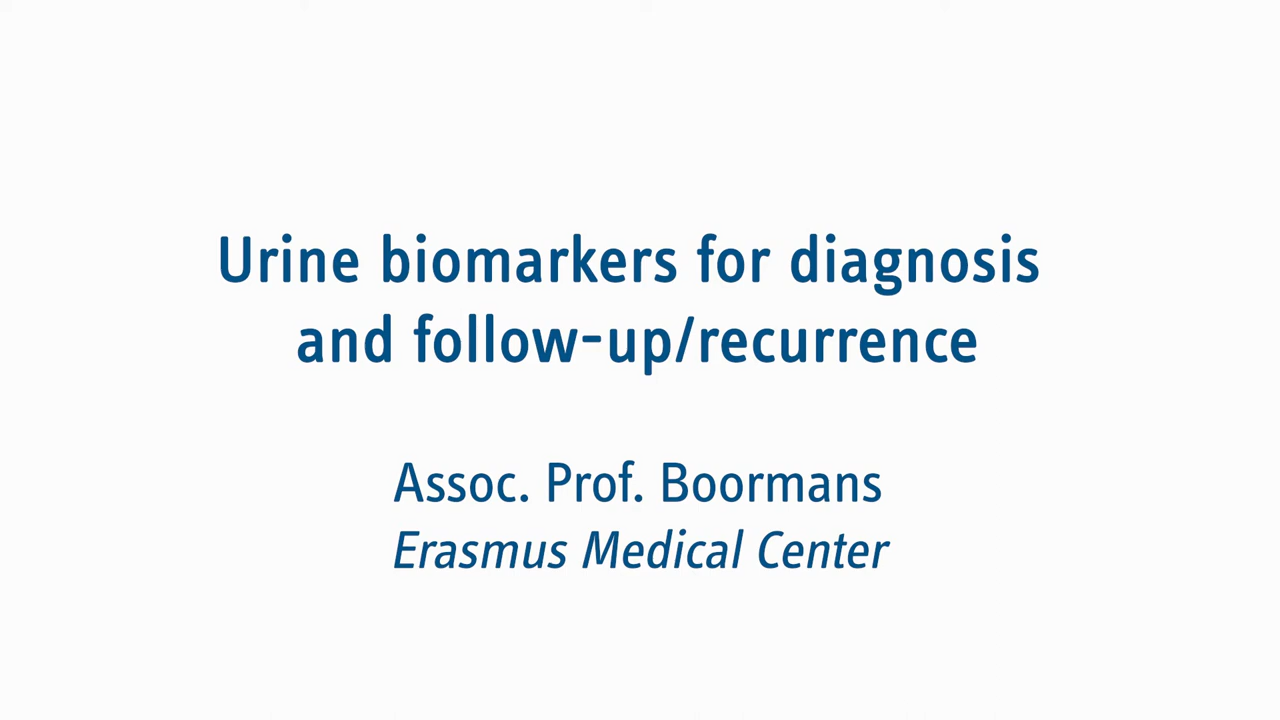 Urine biomarkers for diagnosis
and follow-up/recurrence
Assoc. Prof. Boormans
Erasmus Medical Center